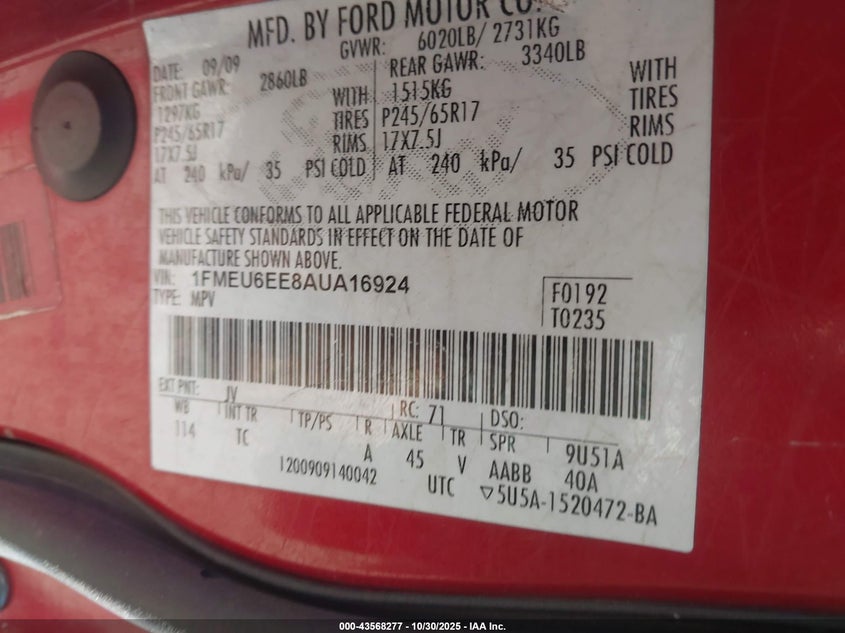 MFD. BY FORD MOTOR CO.
GVWR: 6020LB/ 2731KG
DATE: 09/09
FRONT GAWR: 2860LB
1297KG WITH
P245/65R17 TIRES
17X7.5J RIMS
AT 240 kPa/ 35 PSI COLD
REAR GAWR: 3340LB
1515KG WITH
P245/65R17 TIRES
17X7.5J RIMS
AT 240 kPa/ 35 PSI COLD
THIS VEHICLE CONFORMS TO ALL APPLICABLE FEDERAL MOTOR
VEHICLE SAFETY STANDARDS IN EFFECT ON THE DATE OF
MANUFACTURE SHOWN ABOVE.
VIN: 1FMEU6EE8AUA16924
TYPE: MPV
F0192
T0235
EXT PNT: JV RC: 71 DSO:
WB INT TR TP/PS R AXLE TR SPR 9U51A
114 TC A 45 V AABB 40A
1200909140042 UTC ▽5U5A-1520472-BA
000-43568277 - 10/30/2025 - IAA Inc.